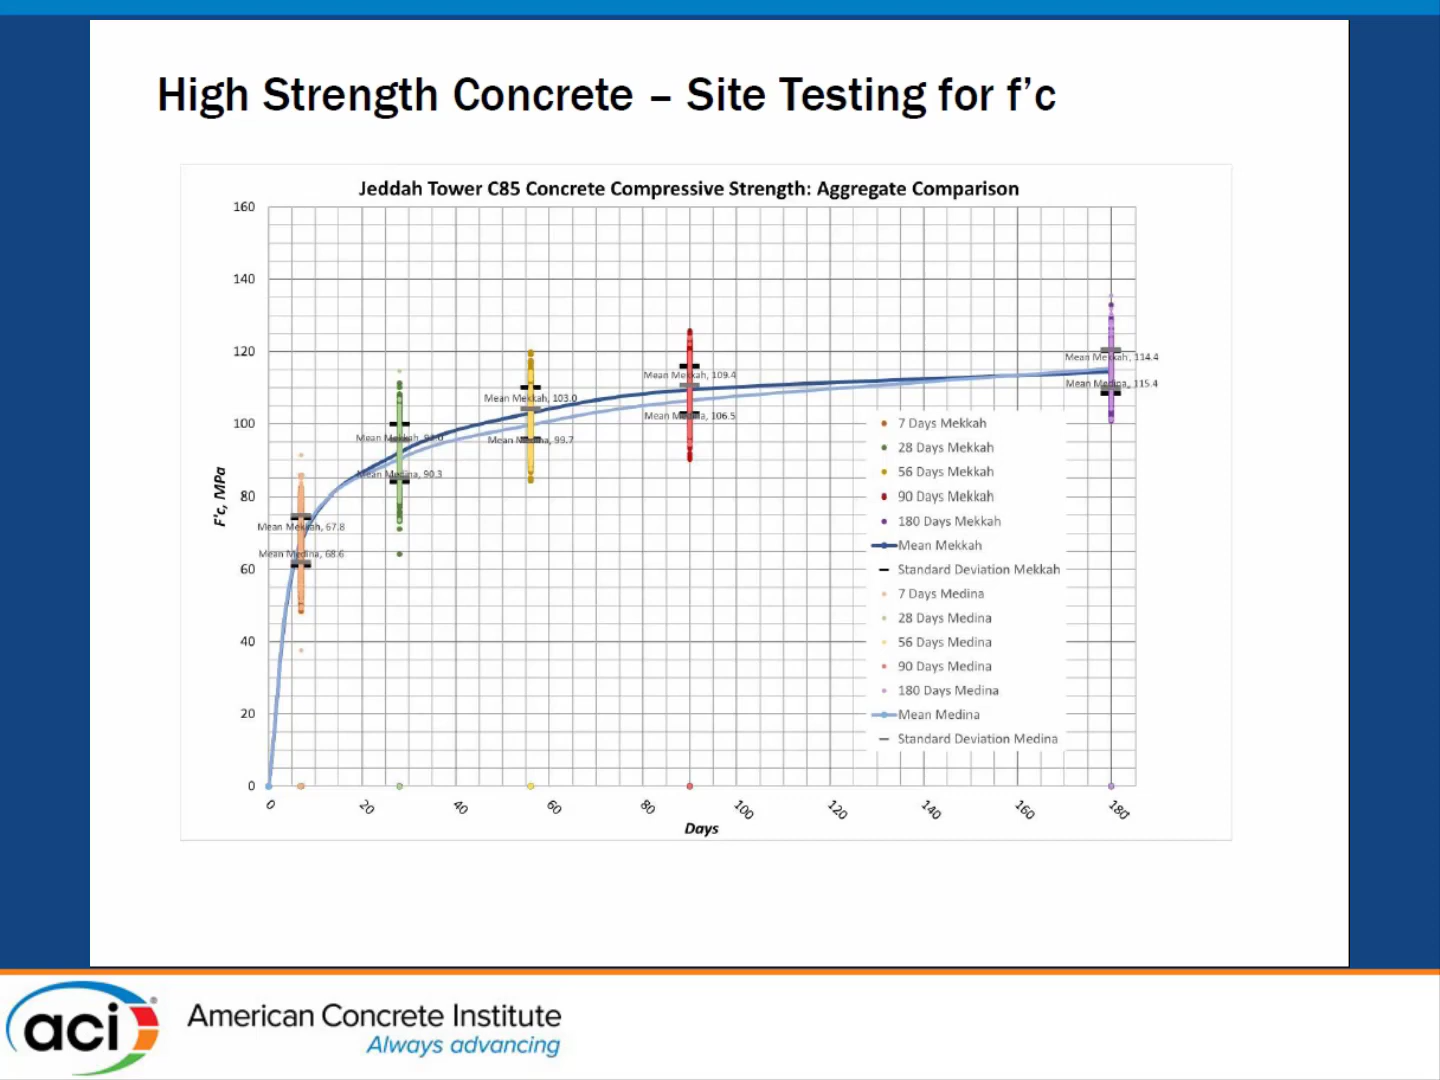 High Strength Concrete – Site Testing for f'c
Jeddah Tower C85 Concrete Compressive Strength: Aggregate Comparison
160
140
120
100
80
60
40
20
0
F'c, MPa
Mean Mekkah, 67.8
Mean Medina, 68.6
Mean Mekkah,
Mean Medina, 90.3
Mean Mekkah, 103.0
Mean Medina, 99.7
Mean Mekkah, 109.4
Mean Medina, 106.5
Mean Mekkah, 114.4
Mean Medina, 115.4
7 Days Mekkah
28 Days Mekkah
56 Days Mekkah
90 Days Mekkah
180 Days Mekkah
Mean Mekkah
Standard Deviation Mekkah
7 Days Medina
28 Days Medina
56 Days Medina
90 Days Medina
180 Days Medina
Mean Medina
Standard Deviation Medina
0
20
40
60
80
100
120
140
160
180
Days
aci
American Concrete Institute
Always advancing